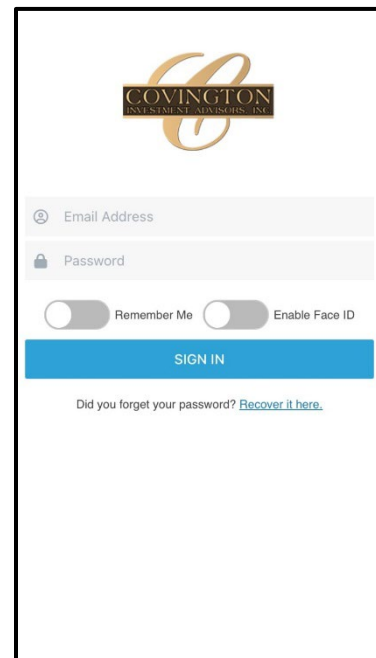 COVINGTON
INVESTMENT ADVISORS, INC.
Email Address
Password
Remember Me Enable Face ID
SIGN IN
Did you forget your password? Recover it here.